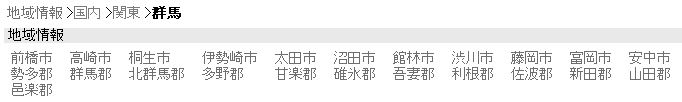 地域情報>国内>関東>群馬
地域情報
前橋市 高崎市 桐生市 伊勢崎市 太田市 沼田市 館林市 渋川市 藤岡市 富岡市 安中市
勢多郡 群馬郡 北群馬郡 多野郡 甘楽郡 碓氷郡 吾妻郡 利根郡 佐波郡 新田郡 山田郡
邑楽郡